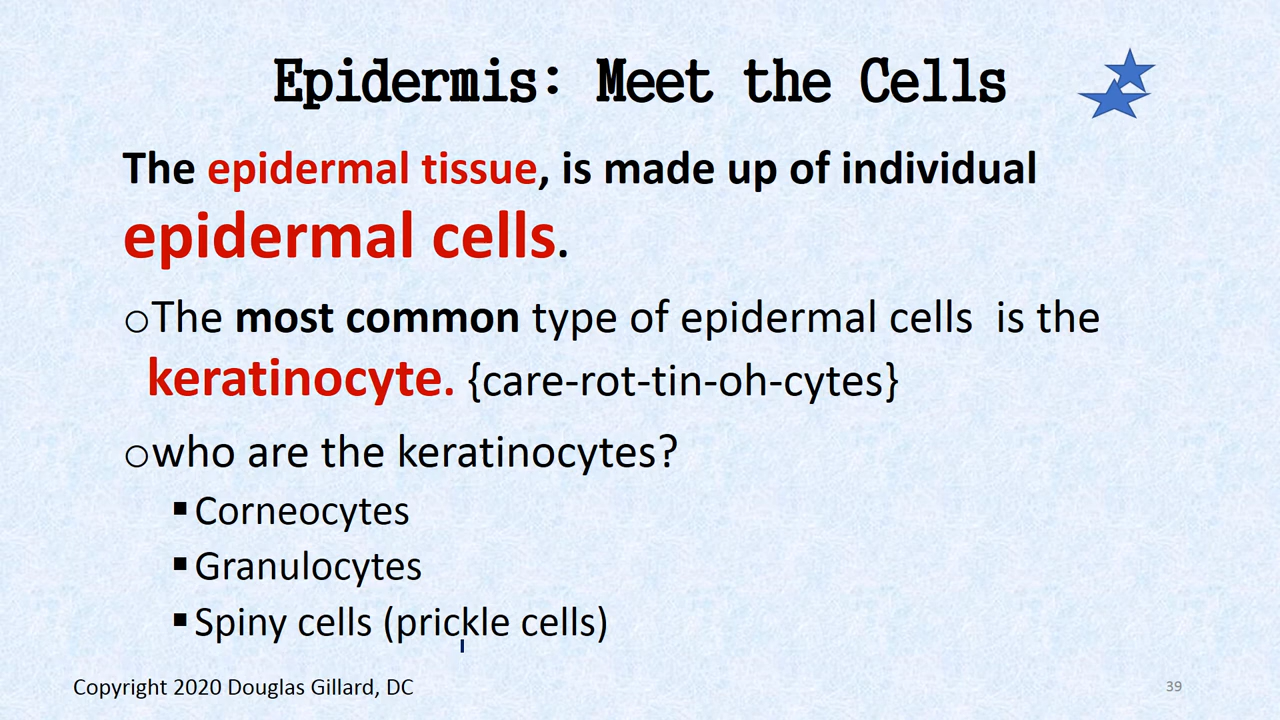 Epidermis: Meet the Cells
The epidermal tissue, is made up of individual
epidermal cells.
○The most common type of epidermal cells is the
keratinocyte. {care-rot-tin-oh-cytes}
○who are the keratinocytes?
▪Corneocytes
▪Granulocytes
▪Spiny cells (prickle cells)
Copyright 2020 Douglas Gillard, DC
39